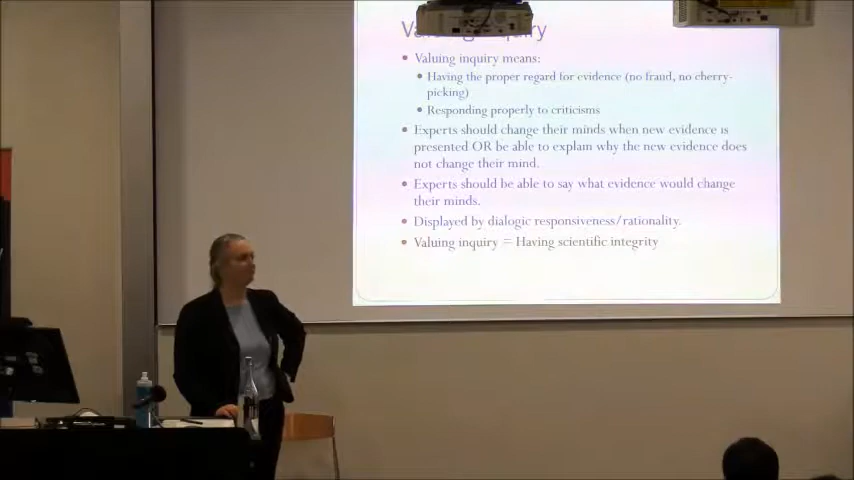 Valuing Inquiry
• Valuing inquiry means:
• Having the proper regard for evidence (no fraud, no cherry-
picking)
• Responding properly to criticisms
• Experts should change their minds when new evidence is
presented OR be able to explain why the new evidence does
not change their mind.
• Experts should be able to say what evidence would change
their minds.
• Displayed by dialogic responsiveness/rationality.
• Valuing inquiry = Having scientific integrity